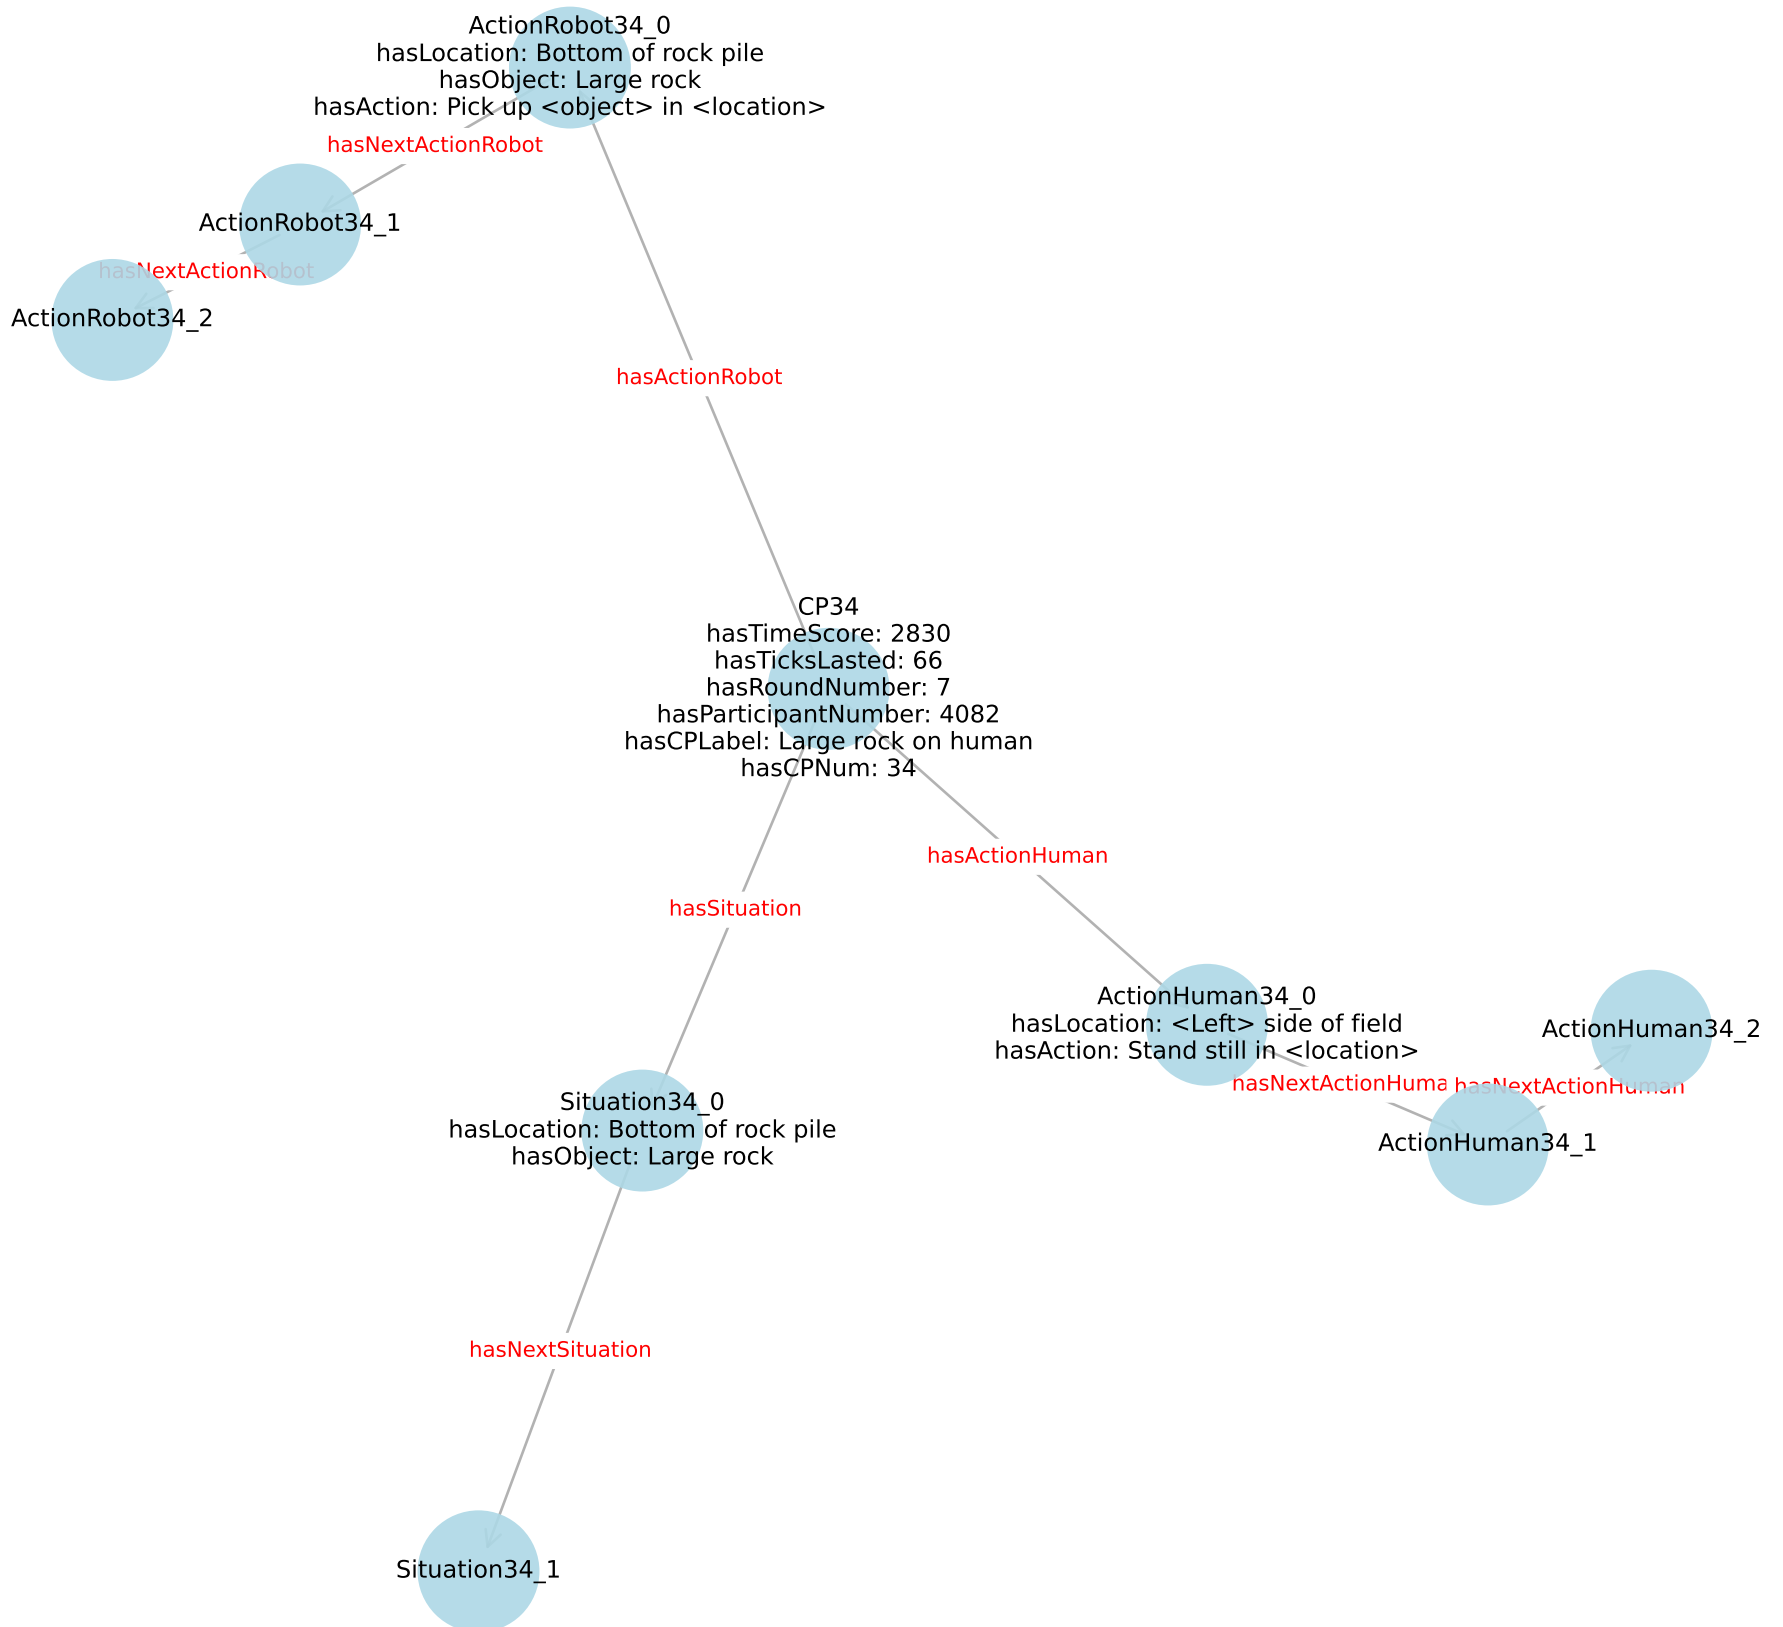 ActionRobot34_0
hasLocation: Bottom of rock pile
hasObject: Large rock
hasAction: Pick up <object> in <location>
hasNextActionRobot
ActionRobot34_1
hasNextActionRobot
ActionRobot34_2
hasActionRobot
CP34
hasTimeScore: 2830
hasTicksLasted: 66
hasRoundNumber: 7
hasParticipantNumber: 4082
hasCPLabel: Large rock on human
hasCPNum: 34
hasActionHuman
hasSituation
ActionHuman34_0
hasLocation: <Left> side of field
hasAction: Stand still in <location>
ActionHuman34_2
hasNextActionHuma
hasNextActionHuman
ActionHuman34_1
Situation34_0
hasLocation: Bottom of rock pile
hasObject: Large rock
hasNextSituation
Situation34_1